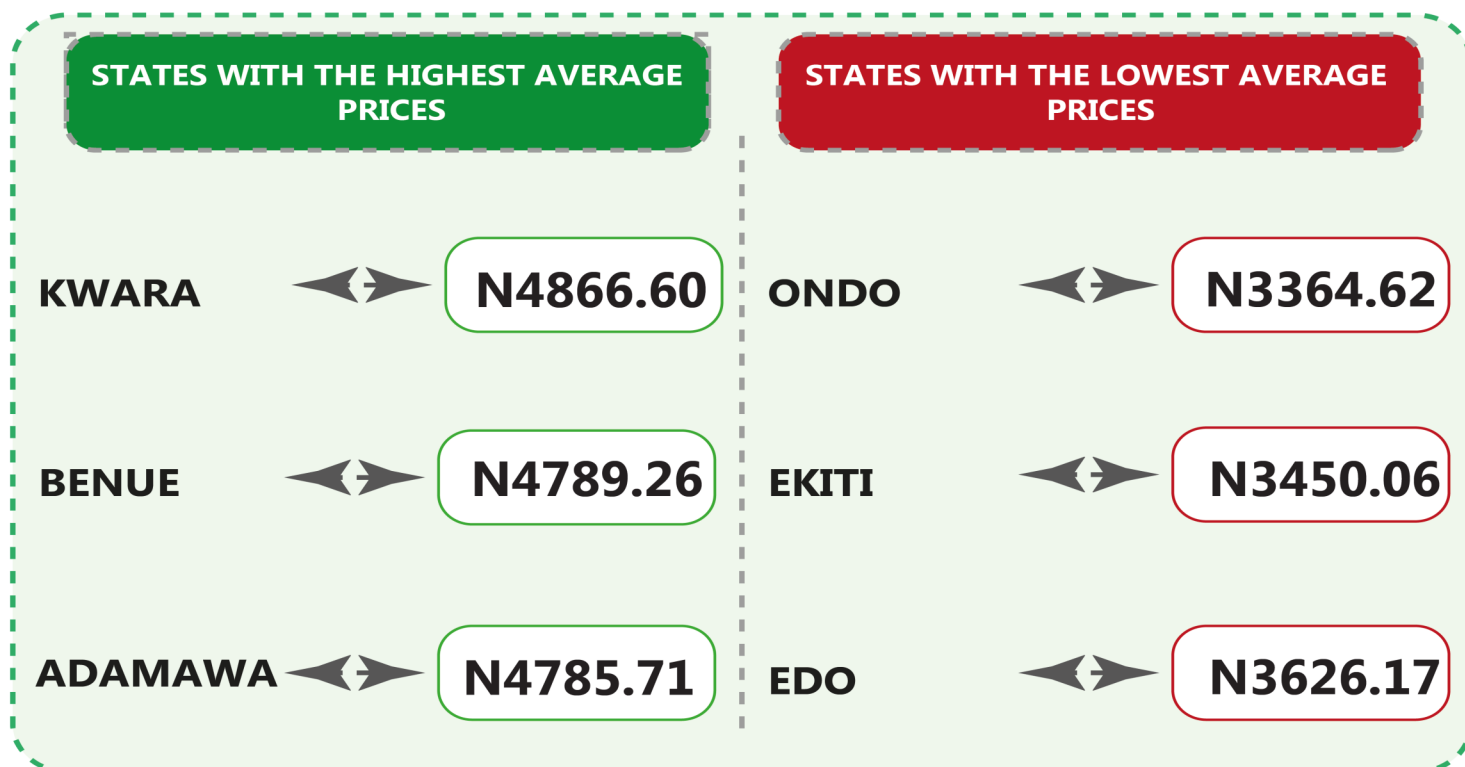 STATES WITH THE HIGHEST AVERAGE
PRICES
KWARA N4866.60
BENUE N4789.26
ADAMAWA N4785.71
STATES WITH THE LOWEST AVERAGE
PRICES
ONDO N3364.62
EKITI N3450.06
EDO N3626.17